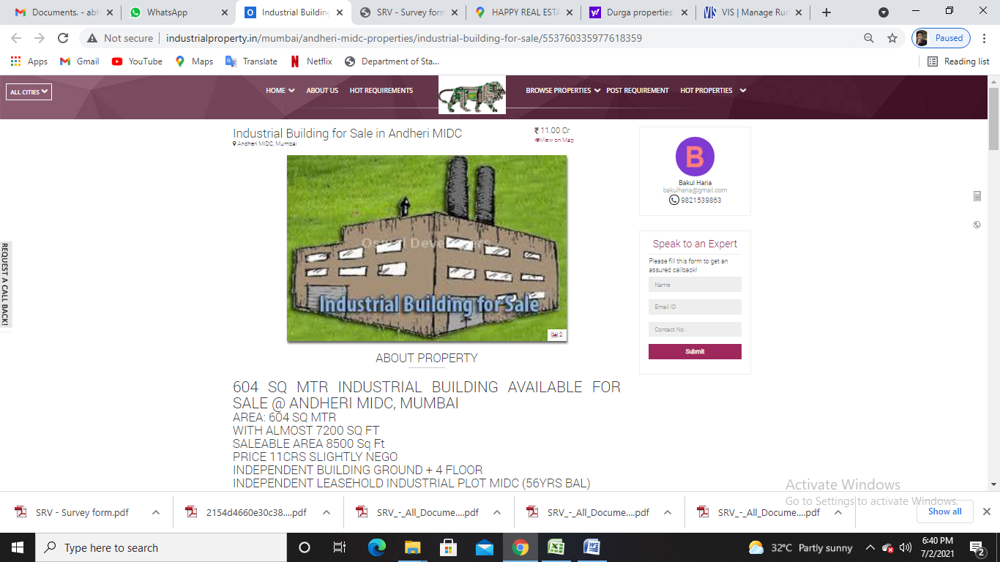 Documents. - abh
WhatsApp
Industrial Building
SRV - Survey form
HAPPY REAL ESTA
Durga properties
VIS | Manage Rur
Not secure
industrialproperty.in/mumbai/andheri-midc-properties/industrial-building-for-sale/553760335977618359
Paused
Apps
Gmail
YouTube
Maps
Translate
Netflix
Department of Sta...
Reading list
ALL CITIES
HOME
ABOUT US
HOT REQUIREMENTS
BROWSE PROPERTIES
POST REQUIREMENT
HOT PROPERTIES
Industrial Building for Sale in Andheri MIDC
₹ 11.00 Cr
Andheri MIDC, Mumbai
View on Map
Oswal Developers
Industrial Building for Sale
2
B
Bakul Haria
bakulharia@gmail.com
9821539863
Speak to an Expert
Please fill this form to get an
assured callback!
Name
Email ID
Contact No.
Submit
REQUEST A CALL BACK!
ABOUT PROPERTY
604 SQ MTR INDUSTRIAL BUILDING AVAILABLE FOR
SALE @ ANDHERI MIDC, MUMBAI
AREA: 604 SQ MTR
WITH ALMOST 7200 SQ FT
SALEABLE AREA 8500 Sq Ft
PRICE 11CRS SLIGHTLY NEGO
INDEPENDENT BUILDING GROUND + 4 FLOOR
INDEPENDENT LEASEHOLD INDUSTRIAL PLOT MIDC (56YRS BAL)
Activate Windows
Go to Settings to activate Windows.
SRV - Survey form.pdf
2154d4660e30c38....pdf
SRV_-_All_Docume....pdf
SRV_-_All_Docume....pdf
SRV_-_All_Docume....pdf
Show all
Type here to search
32°C Partly sunny
6:40 PM
7/2/2021
2